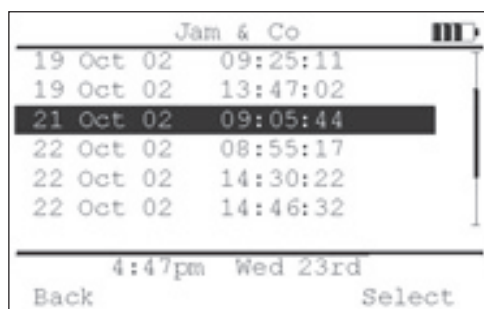 Jam & Co
19 Oct 02 09:25:11
19 Oct 02 13:47:02
21 Oct 02 09:05:44
22 Oct 02 08:55:17
22 Oct 02 14:30:22
22 Oct 02 14:46:32
4:47pm Wed 23rd
Back Select